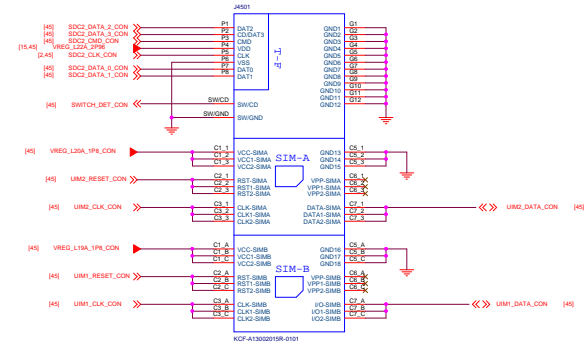 J4501
[45] SDC2_DATA_2_CON P1 DAT2 GND1 G1
[45] SDC2_DATA_3_CON P2 CD/DAT3 GND2 G2
[45] SDC2_CMD_CON P3 CMD GND3 G3
[15,45] VREG_L22A_2P96 P4 VDD GND4 G4
[2,45] SDC2_CLK_CON P5 CLK GND5 G5
P6 VSS GND6 G6
[45] SDC2_DATA_0_CON P7 DAT0 GND7 G7
[45] SDC2_DATA_1_CON P8 DAT1 GND8 G8
GND9 G9
GND10 G10
GND11 G11
[45] SWITCH_DET_CON SW/CD SW/CD GND12 G12
T-F
SW/GND SW/GND
[45] VREG_L20A_1P8_CON C1_1 VCC-SIMA GND13 C5_1
C1_2 VCC1-SIMA GND14 C5_2
C1_3 VCC2-SIMA GND15 C5_3
SIM-A
[45] UIM2_RESET_CON C2_1 RST-SIMA VPP-SIMA C6_1
C2_2 RST1-SIMA VPP1-SIMA C6_2
C2_3 RST2-SIMA VPP2-SIMA C6_3
[45] UIM2_CLK_CON C3_1 CLK-SIMA DATA-SIMA C7_1 UIM2_DATA_CON [45]
C3_2 CLK1-SIMA DATA1-SIMA C7_2
C3_3 CLK2-SIMA DATA2-SIMA C7_3
[45] VREG_L19A_1P8_CON C1_A VCC-SIMB GND16 C5_A
C1_B VCC1-SIMB GND17 C5_B
C1_C VCC2-SIMB GND18 C5_C
SIM-B
[45] UIM1_RESET_CON C2_A RST-SIMB VPP-SIMB C6_A
C2_B RST1-SIMB VPP1-SIMB C6_B
C2_C RST2-SIMB VPP2-SIMB C6_C
[45] UIM1_CLK_CON C3_A CLK-SIMB I/O-SIMB C7_A UIM1_DATA_CON [45]
C3_B CLK1-SIMB I/O1-SIMB C7_B
C3_C CLK2-SIMB I/O2-SIMB C7_C
KCF-A13002015R-0101